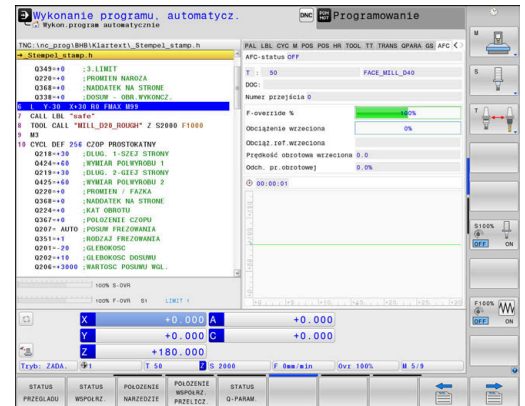 Wykonanie programu, automatycz.
Wykon.program automatycznie
DNC
Programowanie
TNC:\nc_prog\BHB\Klartext\_Stempel_stamp.h
→_Stempel_stamp.h
Q349=+0 ;3.LIMIT
Q220=+0 ;PROMIEN NAROZA
Q368=+0 ;NADDATEK NA STRONE
Q338=+0 ;DOSUW - OBR.WYKONCZ.
6 L Y-30 X+30 R0 FMAX M99
7 CALL LBL "safe"
8 TOOL CALL "MILL_D20_ROUGH" Z S2000 F1000
9 M3
10 CYCL DEF 256 CZOP PROSTOKATNY
Q218=+30 ;DLUG. 1-SZEJ STRONY
Q424=+60 ;WYMIAR POLWYROBU 1
Q219=+30 ;DLUG. 2-GIEJ STRONY
Q425=+60 ;WYMIAR POLWYROBU 2
Q220=+0 ;PROMIEN / FAZKA
Q368=+0 ;NADDATEK NA STRONE
Q224=+0 ;KAT OBROTU
Q367=+0 ;POLOZENIE CZOPU
Q207= AUTO ;POSUW FREZOWANIA
Q351=+1 ;RODZAJ FREZOWANIA
Q201=-20 ;GLEBOKOSC
Q202=+10 ;GLEBOKOSC DOSUWU
Q206=+3000 ;WARTOSC POSUWU WGL.
100% S-OVR
100% F-OVR S1 LIMIT 1
PAL LBL CYC M POS POS HR TOOL TT TRANS QPARA GS AFC
AFC-status OFF
T : 50 FACE_MILL_D40
DOC:
Numer przejścia 0
F-override % 100%
Obciążenie wrzeciona 0%
Obciąż.ref.wrzeciona
Prędkość obrotowa wrzeciona 0.0
Odch. pr.obrotowej 0.0%
00:00:01
X +0.000 A +0.000
Y +0.000 C +0.000
Z +180.000
Tryb: ZADA. 1 T 50 Z S 2000 F 0mm/min Ovr 100% M 5/9
STATUS PRZEGLADU
STATUS WSPOŁRZ.
POŁOZENIE NARZEDZIE
POŁOZENIE WSPOŁRZ. PRZELICZ.
STATUS Q-PARAM.
M
S
T
S100%
OFF ON
F100%
OFF ON